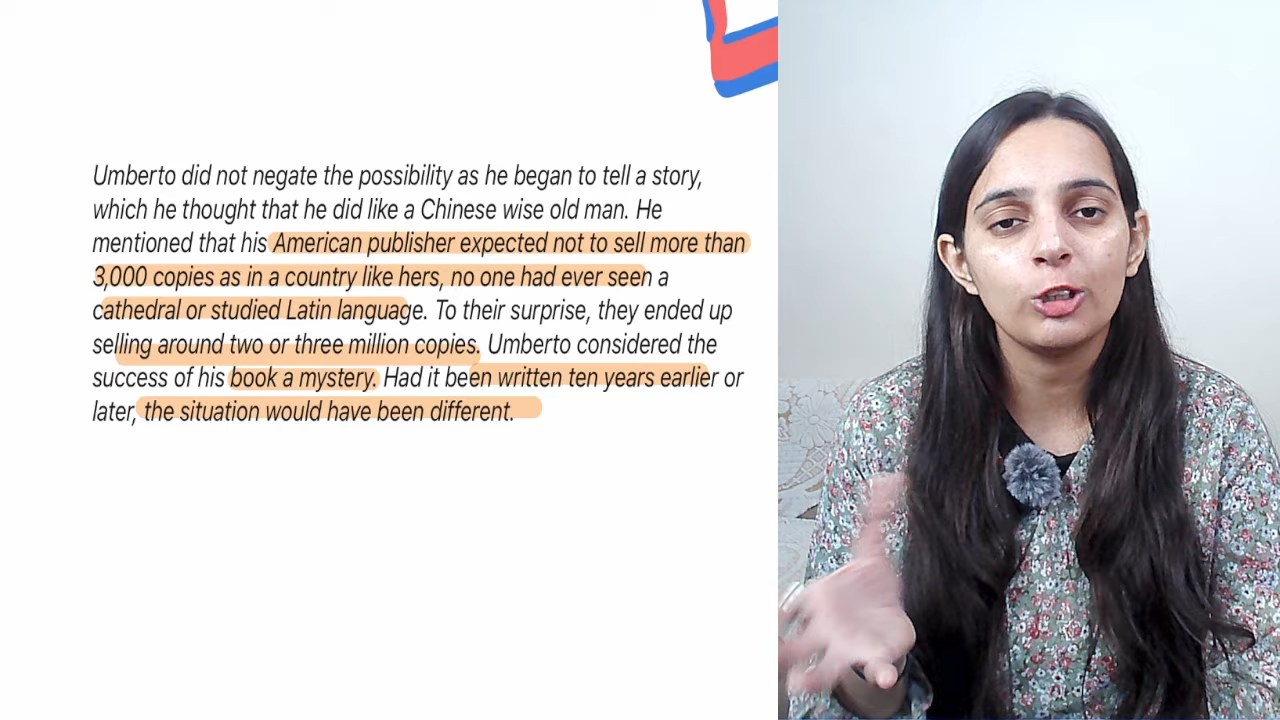 Umberto did not negate the possibility as he began to tell a story,
which he thought that he did like a Chinese wise old man. He
mentioned that his American publisher expected not to sell more than
3,000 copies as in a country like hers, no one had ever seen a
cathedral or studied Latin language. To their surprise, they ended up
selling around two or three million copies. Umberto considered the
success of his book a mystery. Had it been written ten years earlier or
later, the situation would have been different.